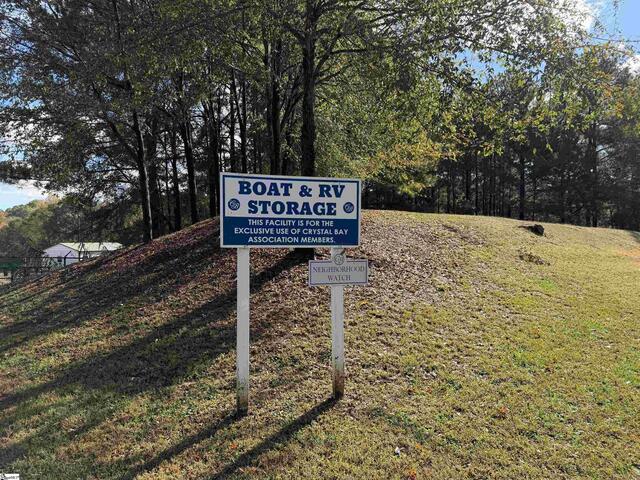 BOAT & RV
STORAGE
THIS FACILITY IS FOR THE
EXCLUSIVE USE OF CRYSTAL BAY
ASSOCIATION MEMBERS.
NEIGHBORHOOD
WATCH